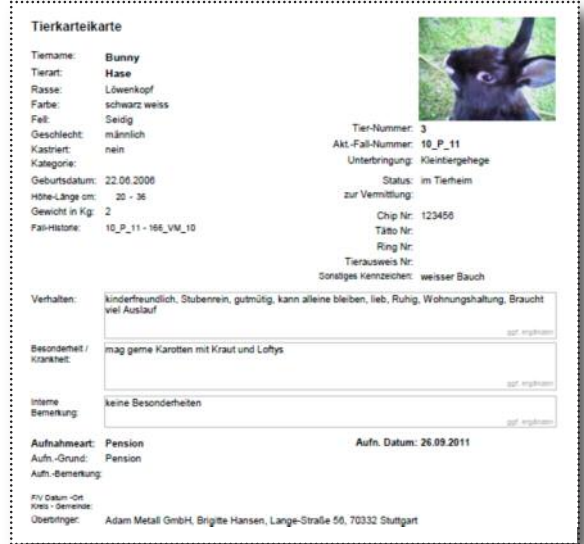 Tierkarteikarte
Tiername: Bunny
Tierart: Hase
Rasse: Löwenkopf
Farbe: schwarz weiss
Fell: Seidig
Geschlecht: männlich
Kastriert: nein
Kategorie:
Geburtsdatum: 22.06.2006
Höhe-Länge cm: 20 - 36
Gewicht in Kg: 2
Fall-Historie: 10_P_11 - 166_VM_10
Tier-Nummer: 3
Akt.-Fall-Nummer: 10_P_11
Unterbringung: Kleintiergehege
Status: im Tierheim
zur Vermittlung:
Chip Nr: 123456
Tätto Nr:
Ring Nr:
Tierausweis Nr:
Sonstiges Kennzeichen: weisser Bauch
Verhalten: kinderfreundlich, Stubenrein, gutmütig, kann alleine bleiben, lieb, Ruhig, Wohnungshaltung, Braucht
viel Auslauf
ggf. ergänzen
Besonderheit / mag gerne Karotten mit Kraut und Loftys
Krankheit:
ggf. ergänzen
Interne keine Besonderheiten
Bemerkung:
ggf. ergänzen
Aufnahmeart: Pension Aufn. Datum: 26.09.2011
Aufn.-Grund: Pension
Aufn.-Bemerkung:
F/V Datum -Ort
Kreis - Gemeinde:
Überbringer: Adam Metall GmbH, Brigitte Hansen, Lange-Straße 56, 70332 Stuttgart